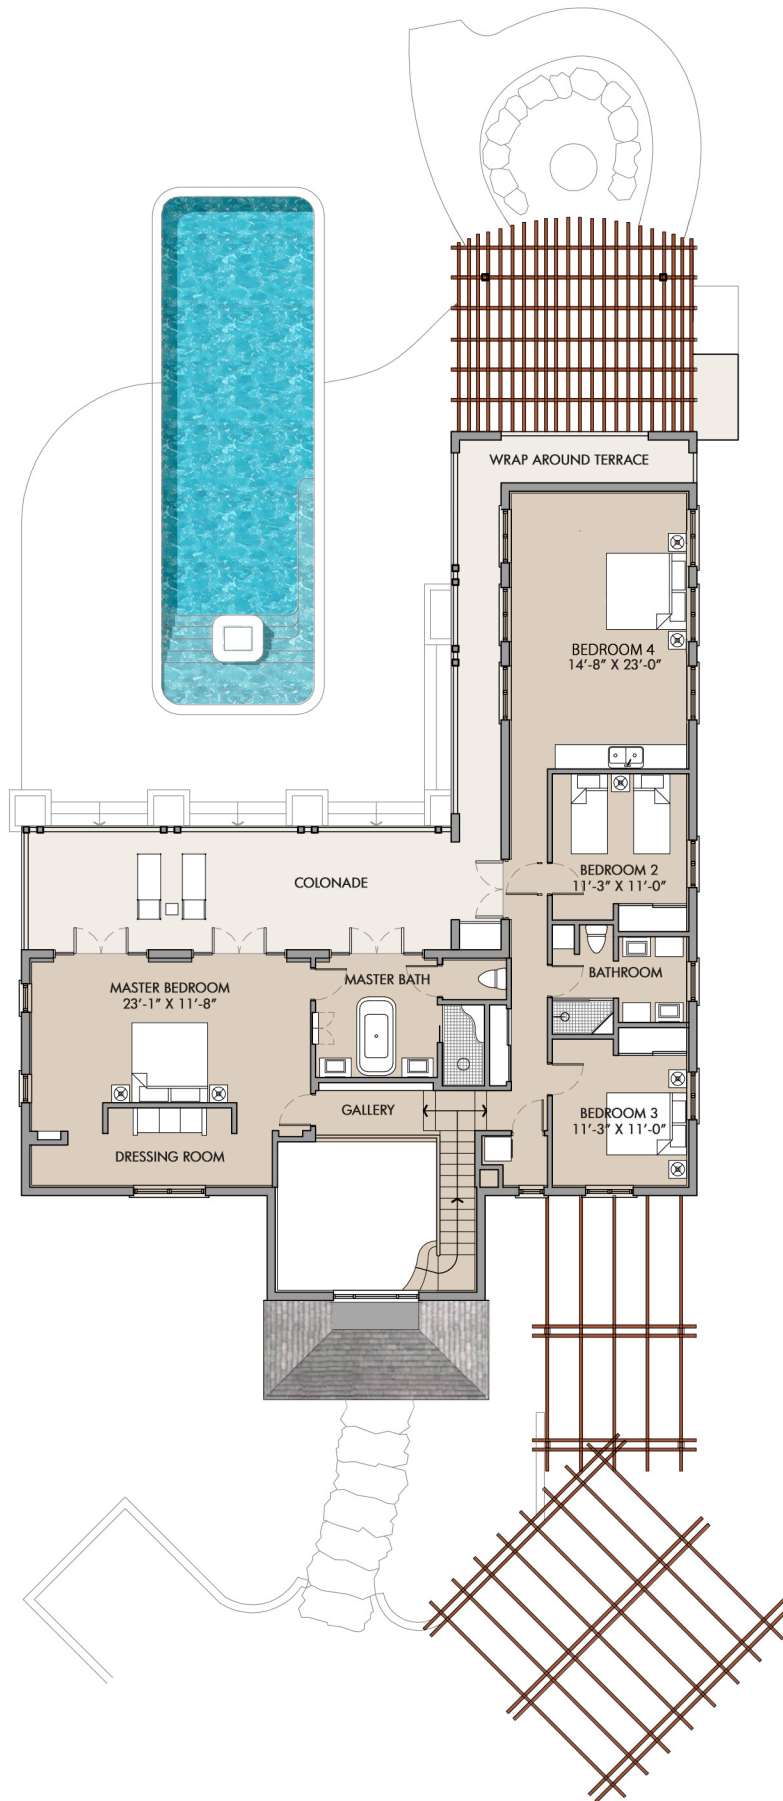 WRAP AROUND TERRACE
BEDROOM 4
14’-8” X 23’-0”
BEDROOM 2
11’-3” X 11’-0”
COLONADE
BATHROOM
MASTER BATH
MASTER BEDROOM
23’-1” X 11’-8”
GALLERY
BEDROOM 3
11’-3” X 11’-0”
DRESSING ROOM